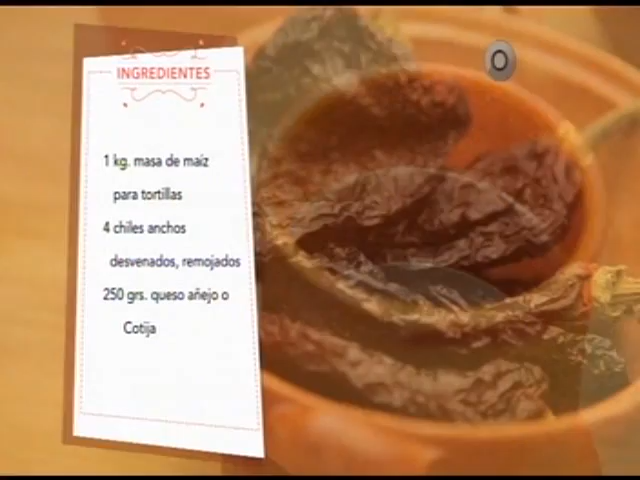 INGREDIENTES
1 kg. masa de maíz
para tortillas
4 chiles anchos
desvenados, remojados
250 grs. queso añejo o
Cotija
O